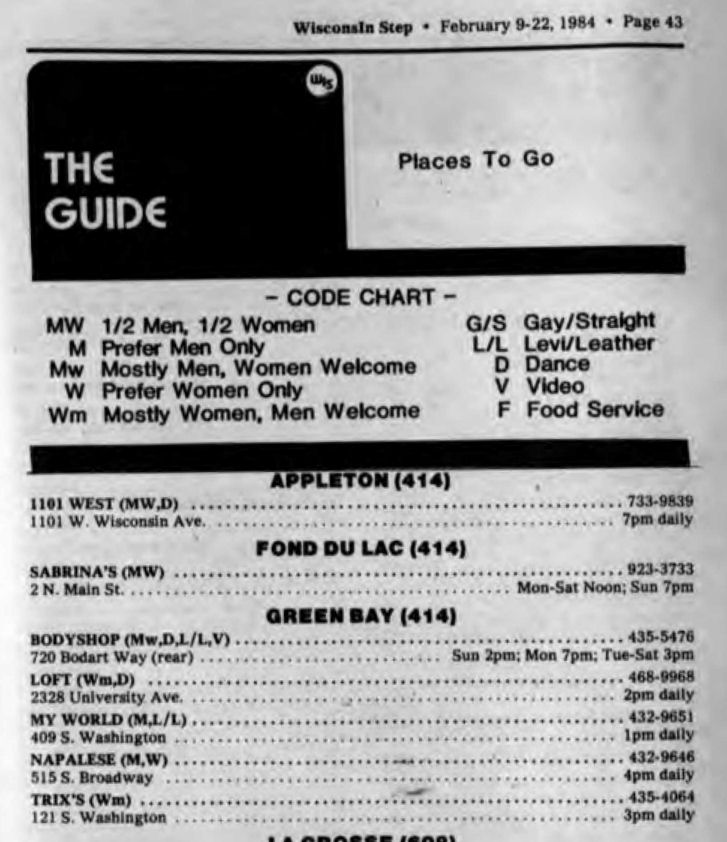 Wisconsin Step • February 9-22, 1984 • Page 43
WIS
THE
GUIDE
Places To Go
– CODE CHART –
MW 1/2 Men, 1/2 Women
M Prefer Men Only
Mw Mostly Men, Women Welcome
W Prefer Women Only
Wm Mostly Women, Men Welcome
G/S Gay/Straight
L/L Levi/Leather
D Dance
V Video
F Food Service
APPLETON (414)
1101 WEST (MW,D) ........ 733-9839
1101 W. Wisconsin Ave. ........ 7pm daily
FOND DU LAC (414)
SABRINA'S (MW) ........ 923-3733
2 N. Main St. ........ Mon-Sat Noon; Sun 7pm
GREEN BAY (414)
BODYSHOP (Mw,D,L/L,V) ........ 435-5476
720 Bodart Way (rear) ........ Sun 2pm; Mon 7pm; Tue-Sat 3pm
LOFT (Wm,D) ........ 468-9968
2328 University Ave. ........ 2pm daily
MY WORLD (M,L/L) ........ 432-9651
409 S. Washington ........ 1pm daily
NAPALESE (M,W) ........ 432-9646
515 S. Broadway ........ 4pm daily
TRIX'S (Wm) ........ 435-4064
121 S. Washington ........ 3pm daily
LA CROSSE (608)